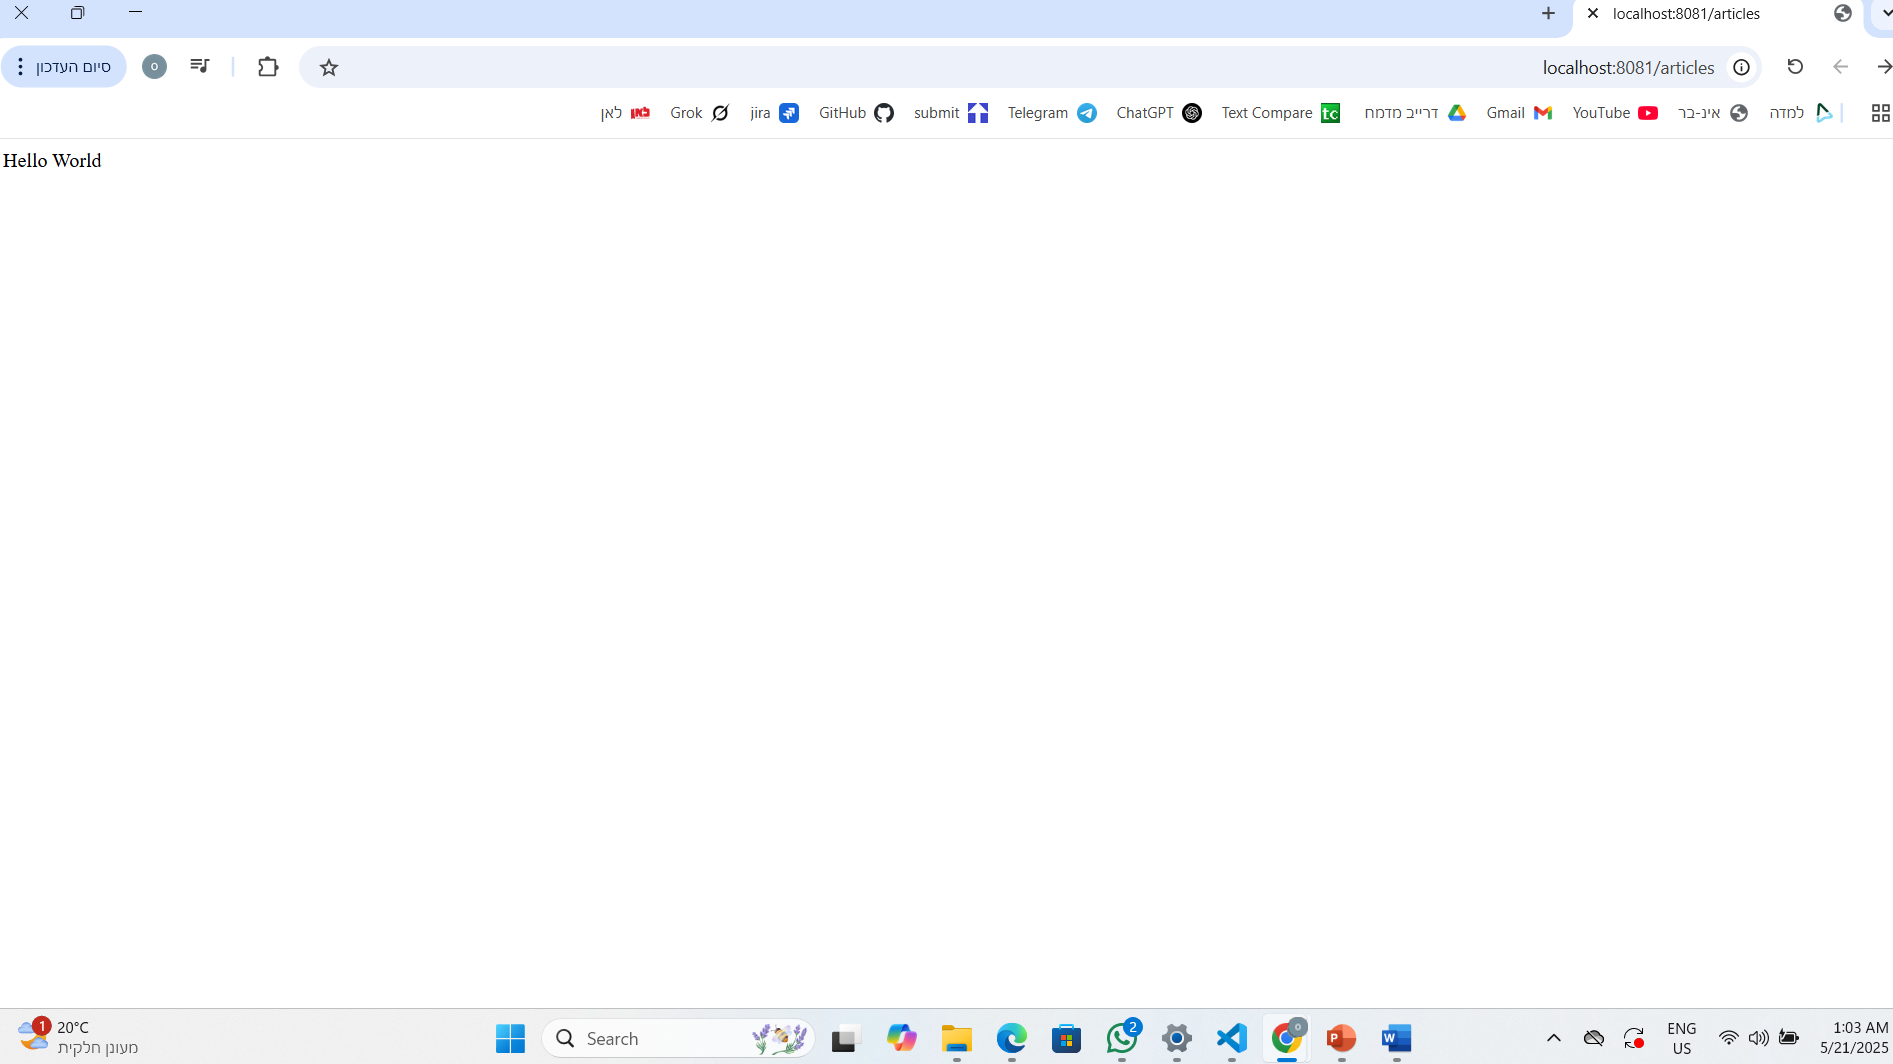 localhost:8081/articles
סיום העדכון
o
localhost:8081/articles
למדה
אינ-בר
YouTube
Gmail
דרייב מדמח
tc Text Compare
ChatGPT
Telegram
submit
GitHub
jira
Grok
כאן לאן
Hello World
1
20°C
מעונן חלקית
Search
2
o
P
W
ENG
US
1:03 AM
5/21/2025